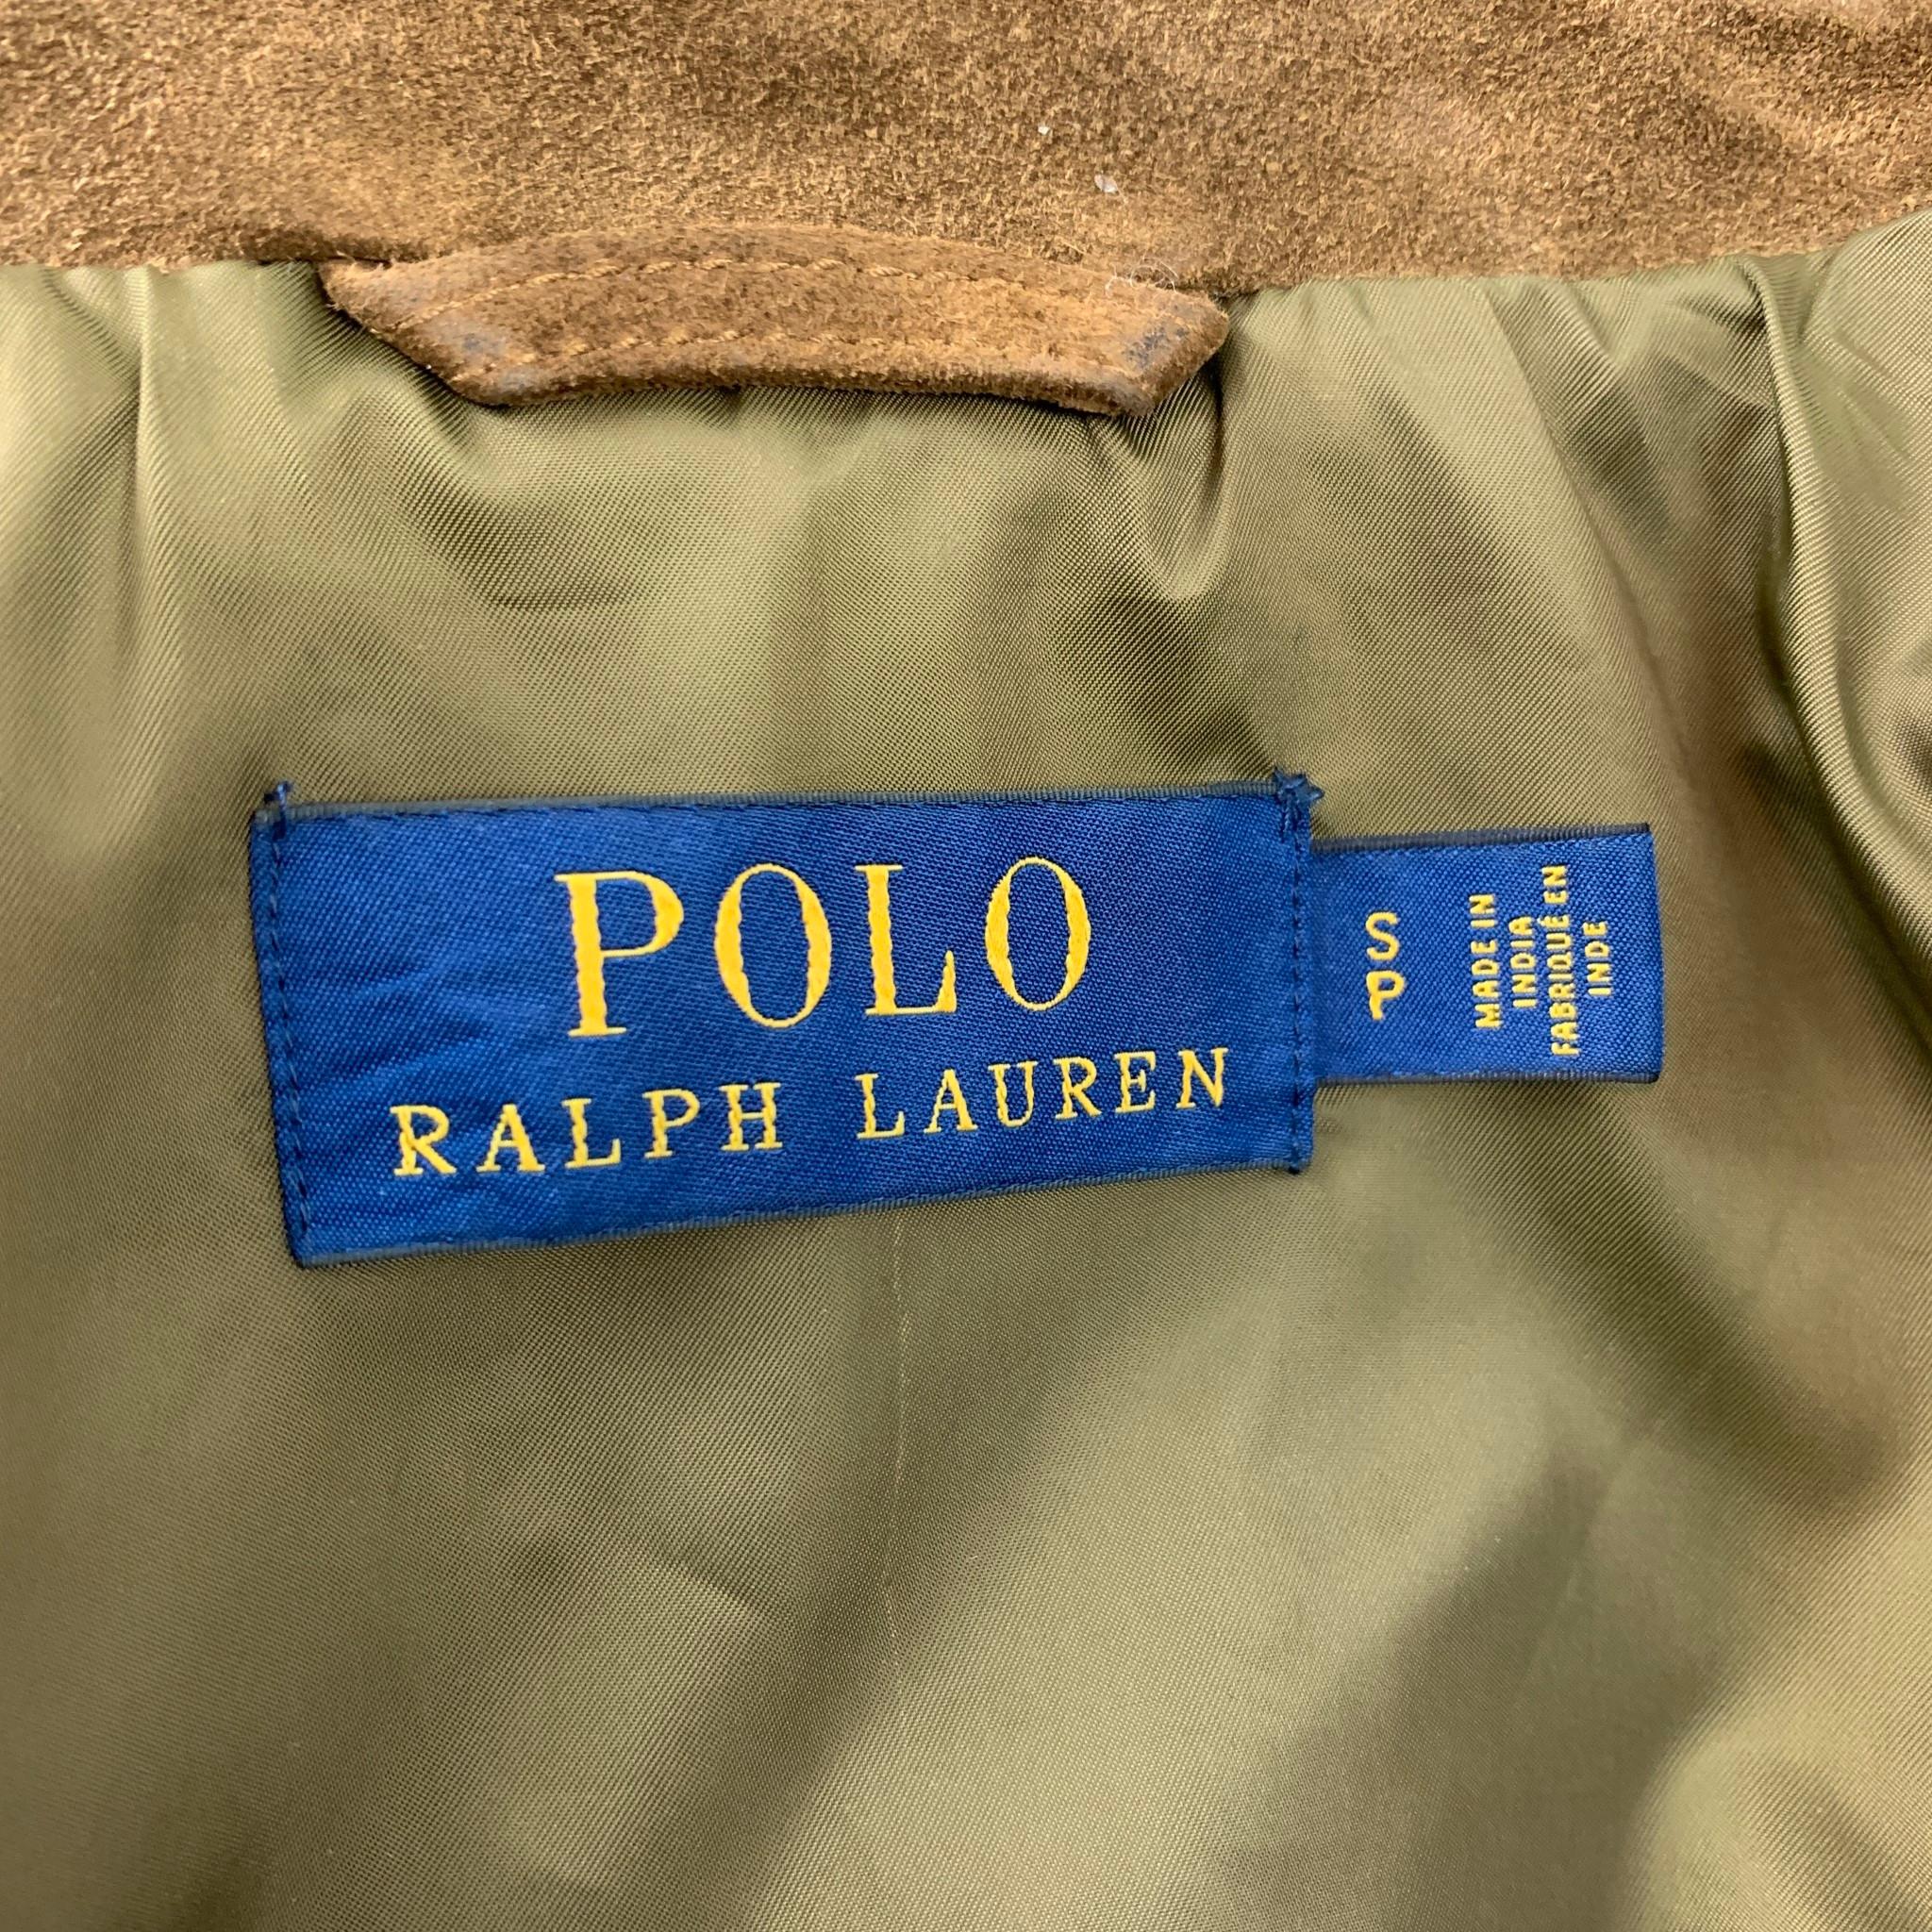 POLO
RALPH LAUREN
S
P
MADE IN
INDIA
FABRIQUÉ EN
INDE